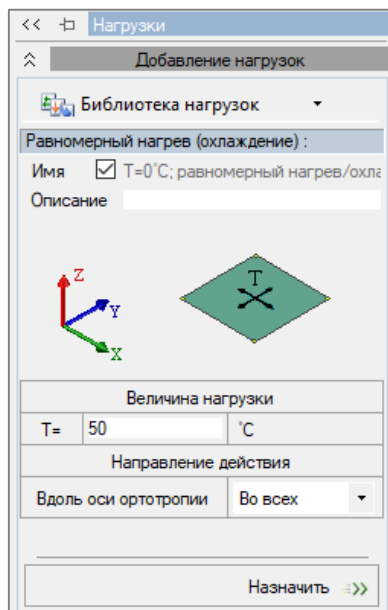 << Нагрузки
Добавление нагрузок
Библиотека нагрузок
Равномерный нагрев (охлаждение) :
Имя T=0°C; равномерный нагрев/охла
Описание
Z
Y
X
T
Величина нагрузки
T= 50 °C
Направление действия
Вдоль оси ортотропии Во всех
Назначить